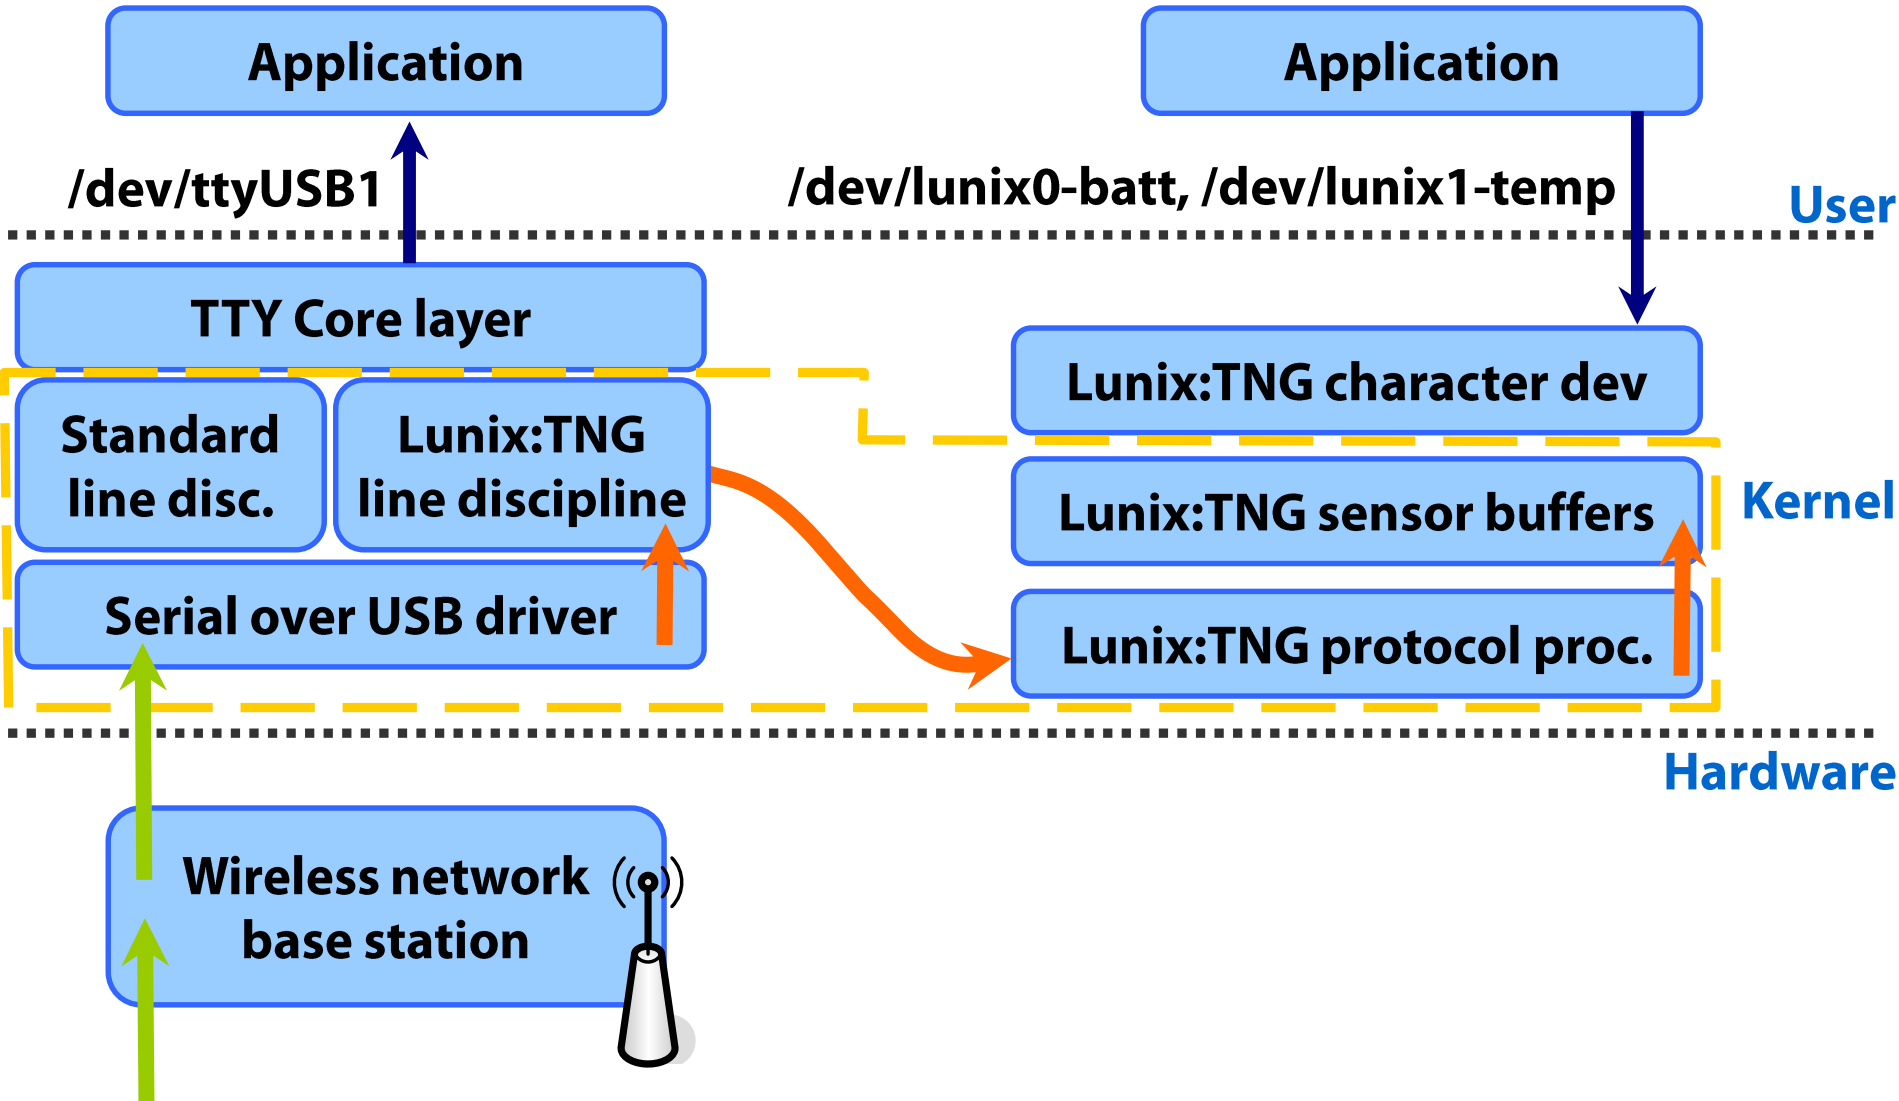 Application
Application
/dev/ttyUSB1
/dev/lunix0-batt, /dev/lunix1-temp
User
TTY Core layer
Lunix:TNG character dev
Standard
line disc.
Lunix:TNG
line discipline
Lunix:TNG sensor buffers
Kernel
Serial over USB driver
Lunix:TNG protocol proc.
Hardware
Wireless network
base station